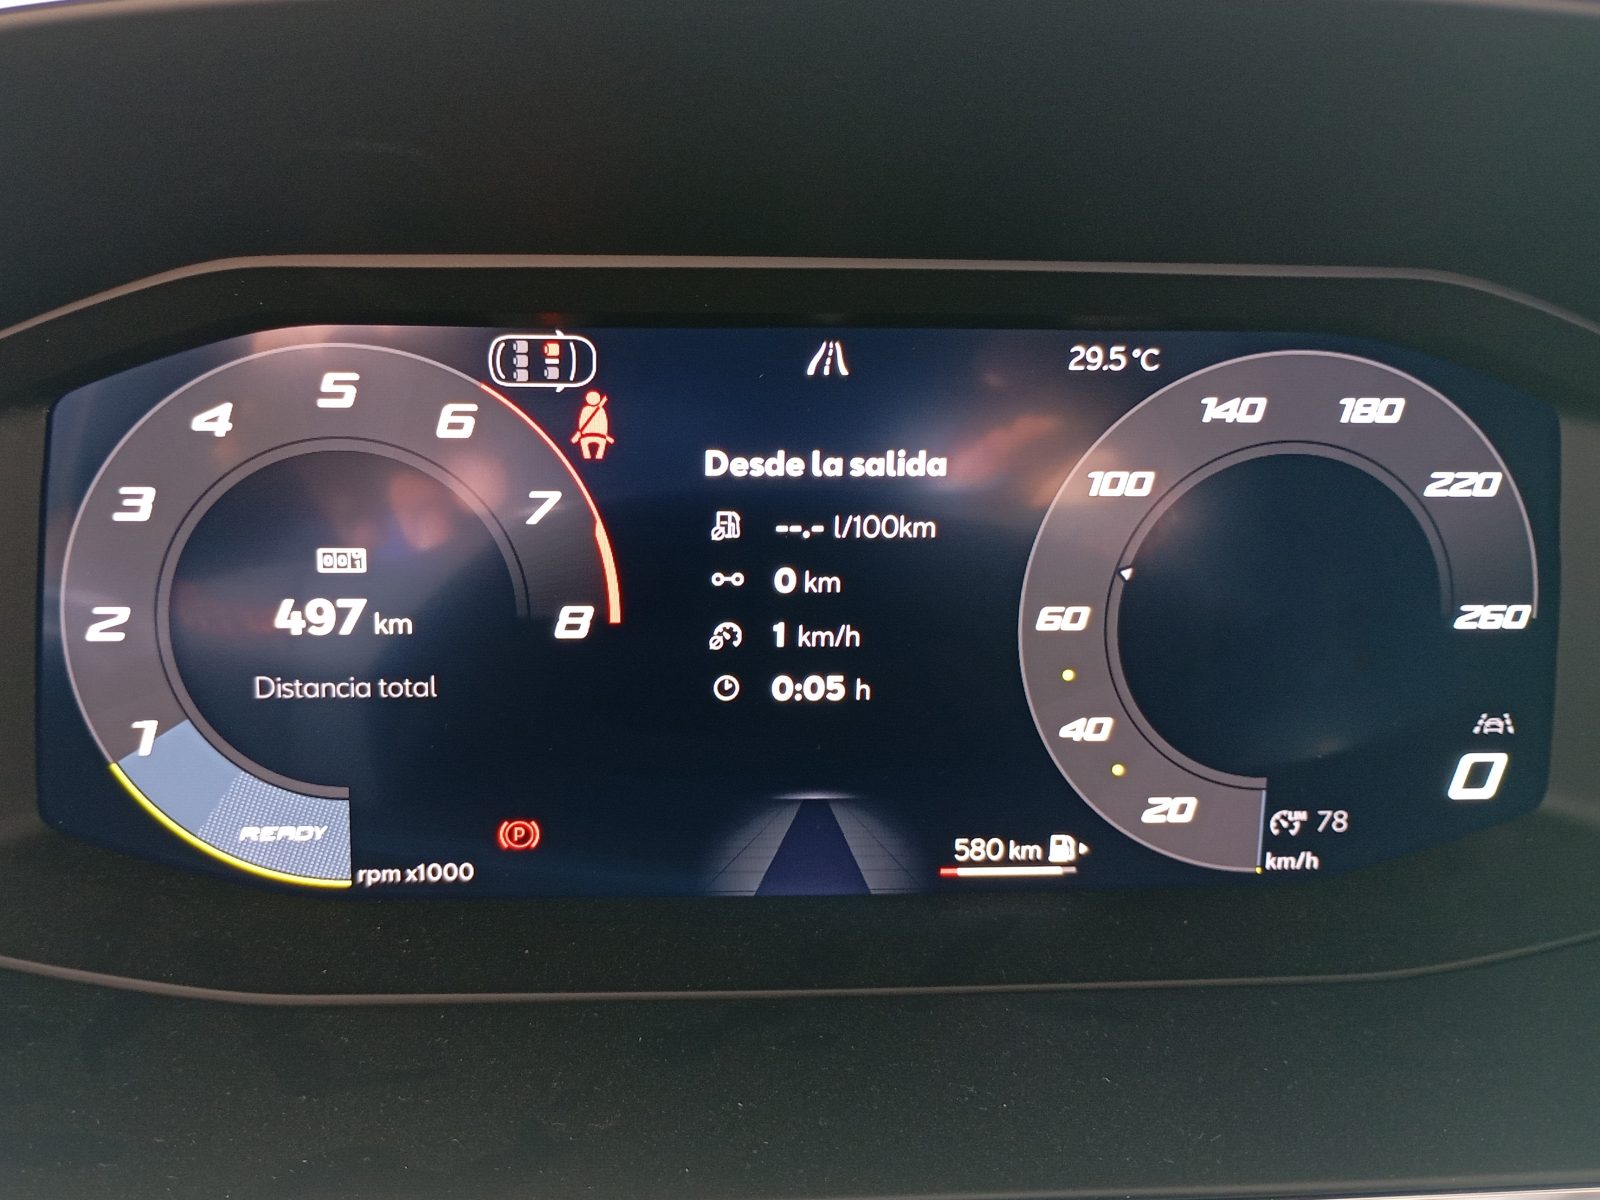 1
2
3
4
5
6
7
8
001
497 km
Distancia total
READY
rpm x1000
P
29.5 °C
Desde la salida
--.- l/100km
0 km
1 km/h
0:05 h
580 km
20
40
60
100
140
180
220
260
0
LIM 78
km/h